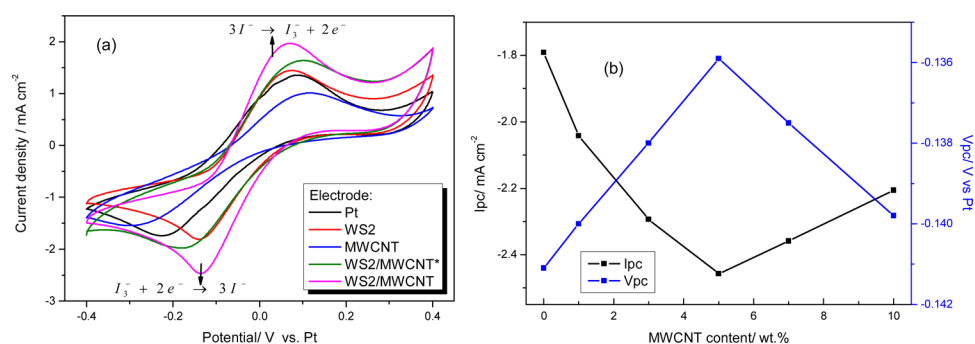 (a)
3 I⁻ → I₃⁻ + 2 e⁻
Current density / mA cm⁻²
2
1
0
1
-2
-3
Electrode:
Pt
WS2
MWCNT
WS2/MWCNT*
WS2/MWCNT
I₃⁻ + 2 e⁻ → 3 I⁻
-0.4
-0.2
0.0
0.2
0.4
Potential/ V vs. Pt
(b)
Ipc/ mA cm⁻²
-1.8
-2.0
-2.2
-2.4
Ipc
Vpc
0
2
4
6
8
10
MWCNT content/ wt.%
-0.135
-0.136
-0.138
-0.140
-0.142
Vpc/ V vs Pt